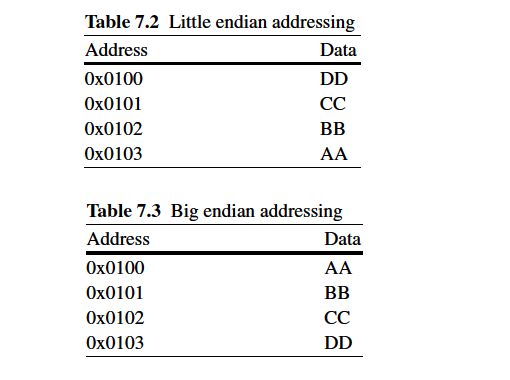 Table 7.2 Little endian addressing
Address Data
0x0100 DD
0x0101 CC
0x0102 BB
0x0103 AA
Table 7.3 Big endian addressing
Address Data
0x0100 AA
0x0101 BB
0x0102 CC
0x0103 DD